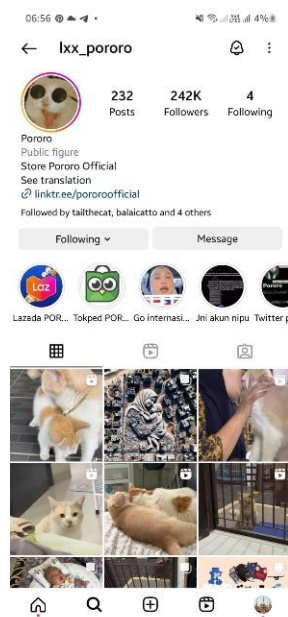 06:56
4%
lxx_pororo
232
242K
4
Posts
Followers
Following
Pororo
Public figure
Store Pororo Official
See translation
linktr.ee/pororoofficial
Followed by tailthecat, balaicatto and 4 others
Following
Message
Laz
Lazada POR...
Tokped POR...
Go internasi...
Jni akun nipu
Twitter p